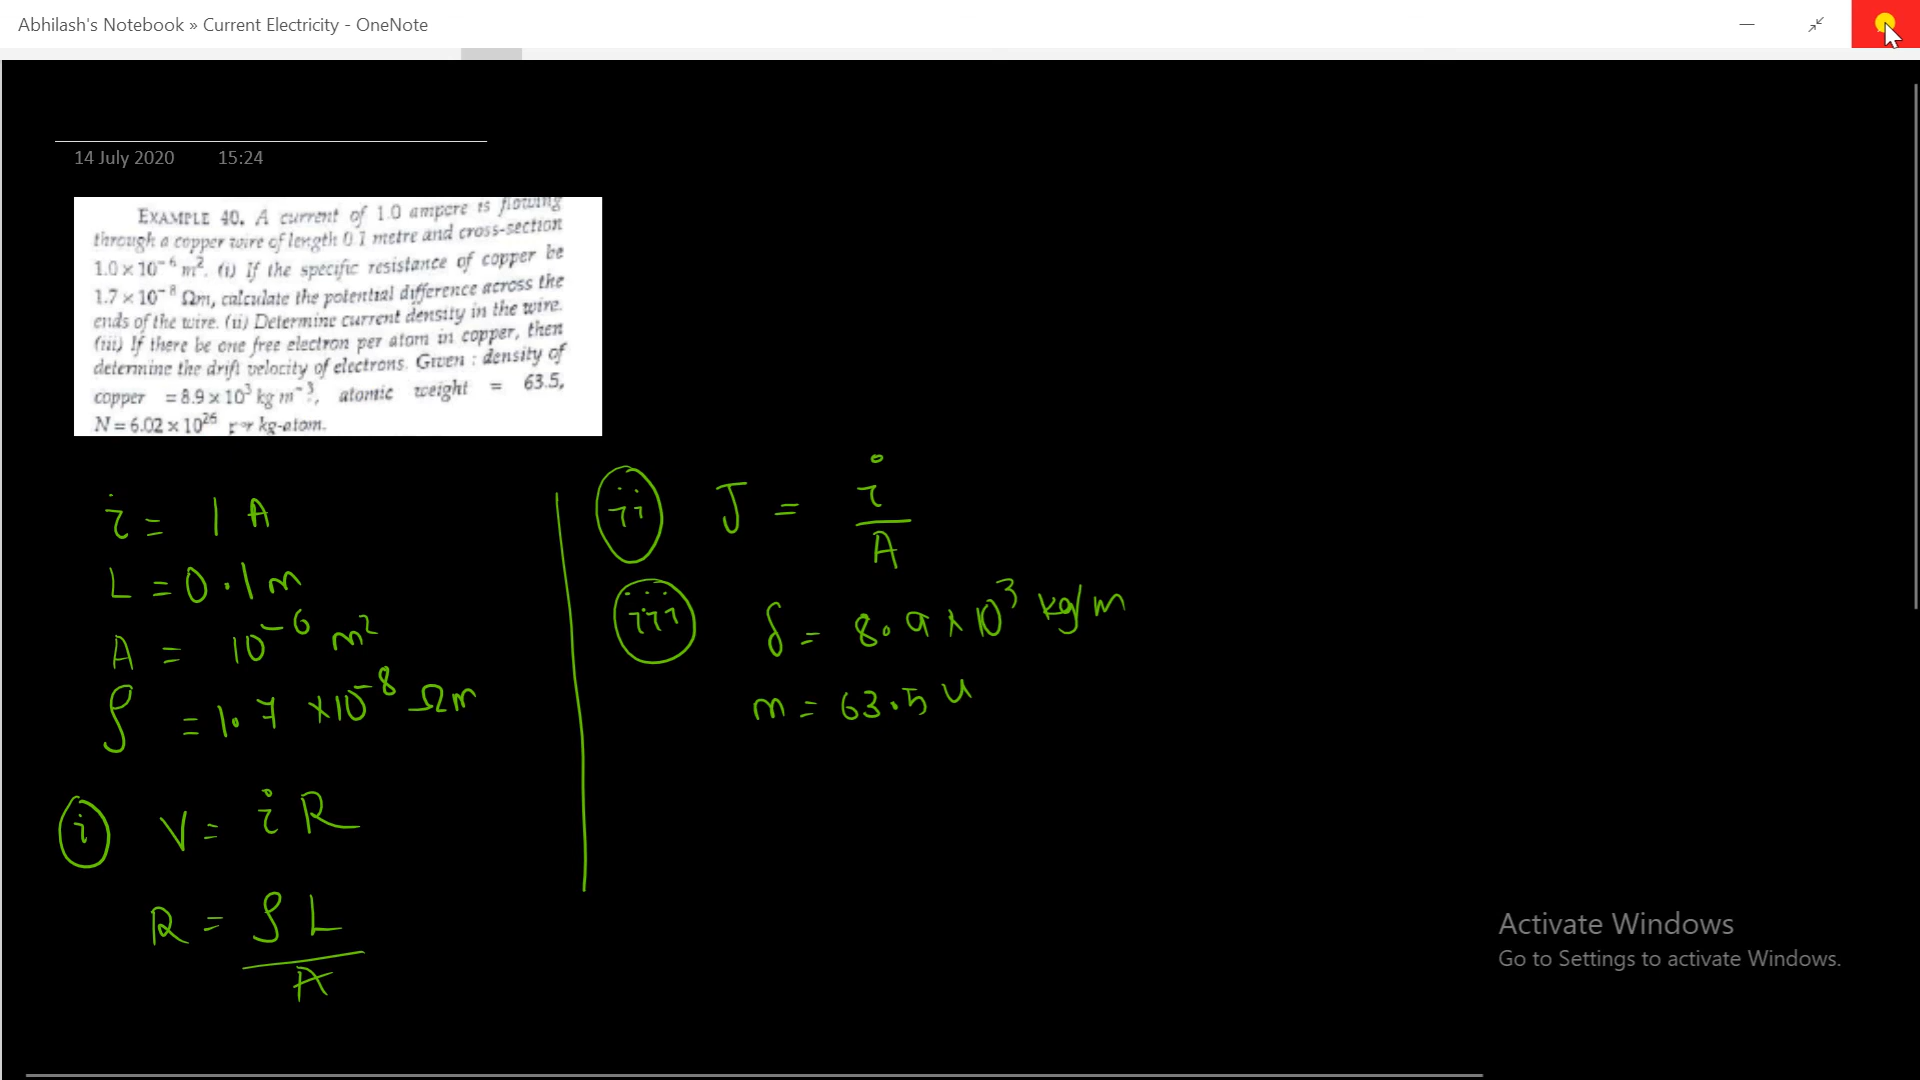 Abhilash's Notebook » Current Electricity - OneNote
14 July 2020 15:24
EXAMPLE 40. A current of 1.0 ampere is flowing
through a copper wire of length 0.1 metre and cross-section
1.0 × 10⁻⁶ m². (i) If the specific resistance of copper be
1.7 × 10⁻⁸ Ωm, calculate the potential difference across the
ends of the wire. (ii) Determine current density in the wire.
(iii) If there be one free electron per atom in copper, then
determine the drift velocity of electrons. Given : density of
copper = 8.9 × 10³ kg m⁻³, atomic weight = 63.5,
N = 6.02 × 10²⁶ per kg-atom.
i = 1 A
L = 0.1 m
A = 10⁻⁶ m²
ρ = 1.7 × 10⁻⁸ Ωm
(i) V = i R
R = ρ L / A
(ii) J = i / A
(iii) δ = 8.9 × 10³ kg/m
m = 63.5 u
Activate Windows
Go to Settings to activate Windows.